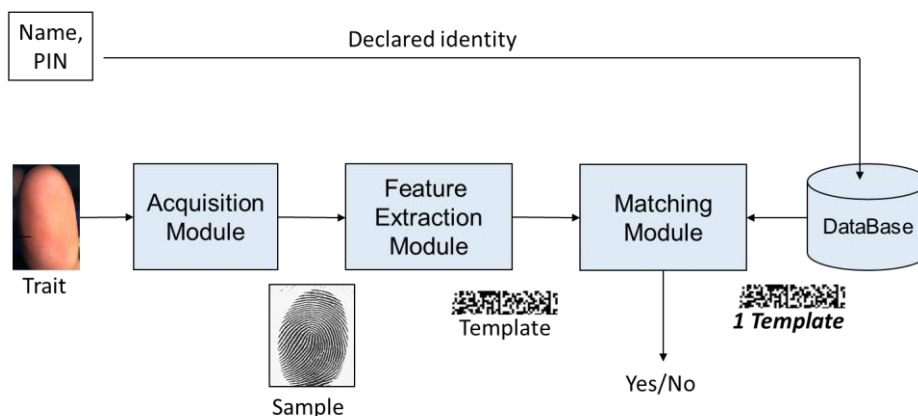 Name,
PIN
Declared identity
Acquisition
Module
Feature
Extraction
Module
Matching
Module
DataBase
Trait
Sample
Template
1 Template
Yes/No